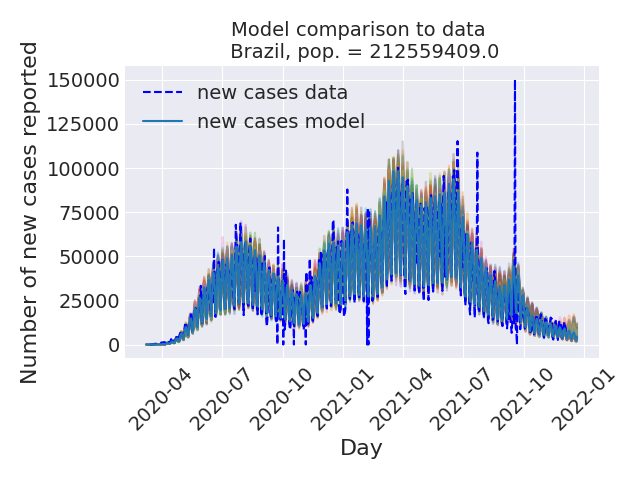 Model comparison to data
Brazil, pop. = 212559409.0
Number of new cases reported
150000
125000
100000
75000
50000
25000
0
new cases data
new cases model
2020-04
2020-07
2020-10
2021-01
2021-04
2021-07
2021-10
2022-01
Day